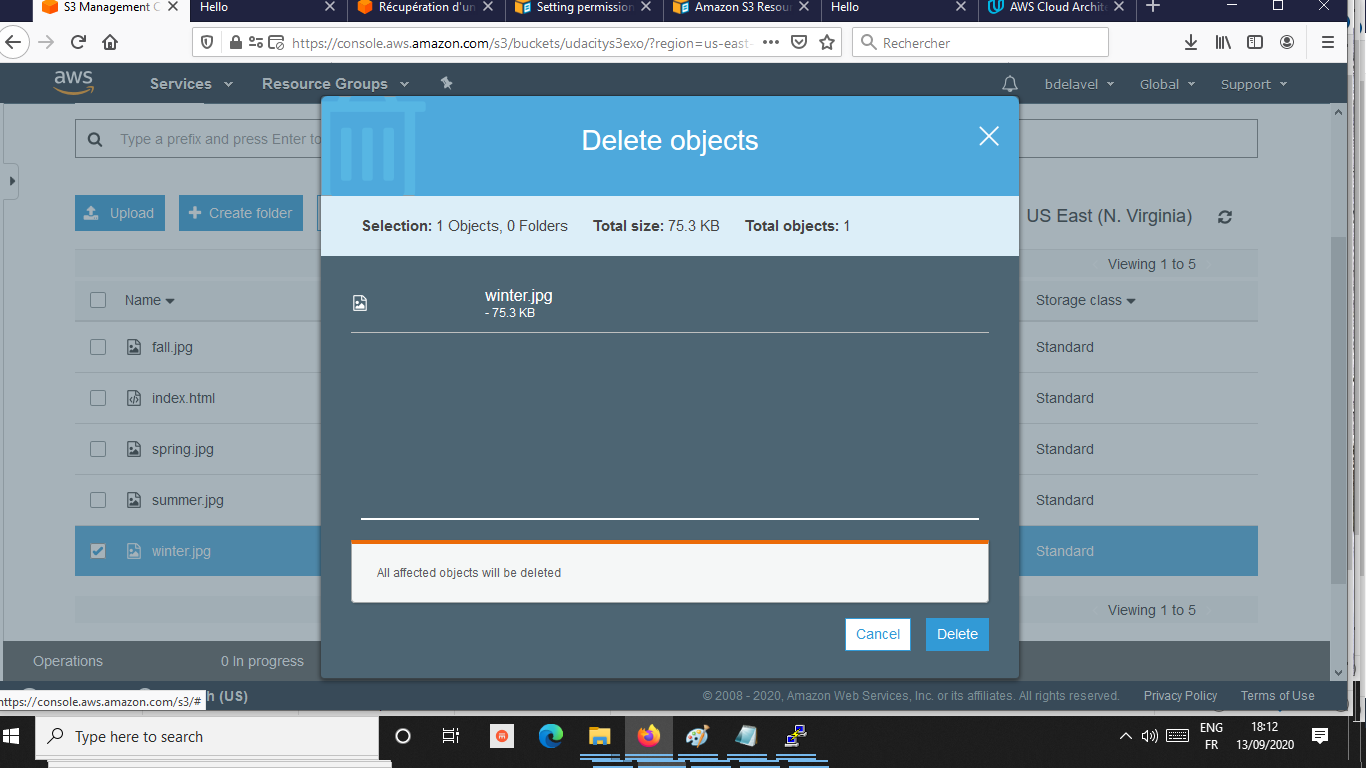 S3 Management C
Hello
Récupération d'un
Setting permission
Amazon S3 Resou
Hello
AWS Cloud Archite
https://console.aws.amazon.com/s3/buckets/udacitys3exo/?region=us-east-
Rechercher
aws
Services
Resource Groups
bdelavel
Global
Support
Type a prefix and press Enter to
Delete objects
Upload
Create folder
US East (N. Virginia)
Selection: 1 Objects, 0 Folders Total size: 75.3 KB Total objects: 1
Viewing 1 to 5
Name
Storage class
winter.jpg
- 75.3 KB
fall.jpg
Standard
index.html
Standard
spring.jpg
Standard
summer.jpg
Standard
winter.jpg
Standard
All affected objects will be deleted
Viewing 1 to 5
Cancel
Delete
Operations
0 In progress
(US)
© 2008 - 2020, Amazon Web Services, Inc. or its affiliates. All rights reserved.
Privacy Policy
Terms of Use
https://console.aws.amazon.com/s3/#
Type here to search
ENG
FR
18:12
13/09/2020